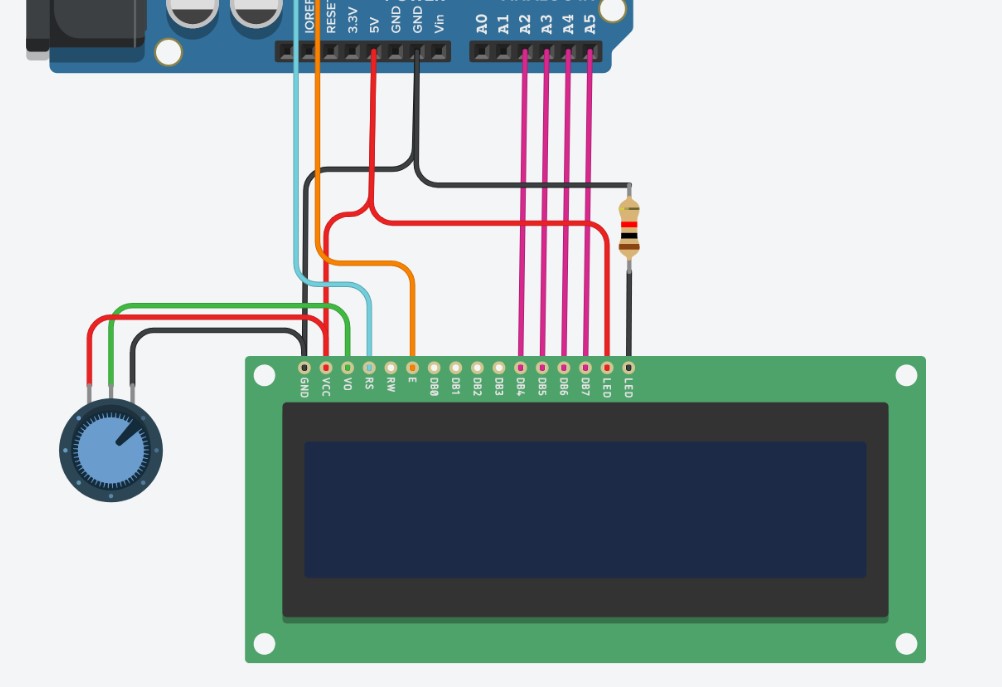 IOREF
RESET
3.3V
5V
GND
GND
Vin
A0
A1
A2
A3
A4
A5
GND
VCC
VO
RS
RW
E
DB0
DB1
DB2
DB3
DB4
DB5
DB6
DB7
LED
LED